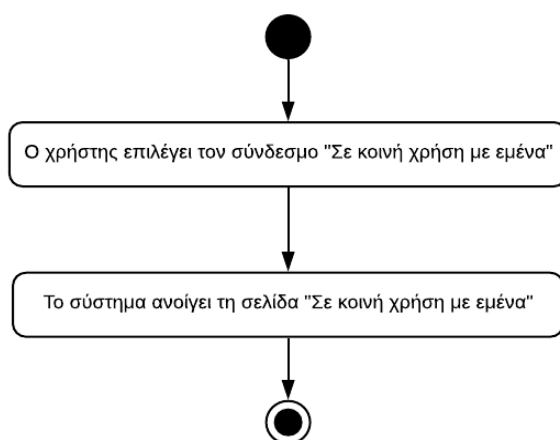 Ο χρήστης επιλέγει τον σύνδεσμο "Σε κοινή χρήση με εμένα"
Το σύστημα ανοίγει τη σελίδα "Σε κοινή χρήση με εμένα"